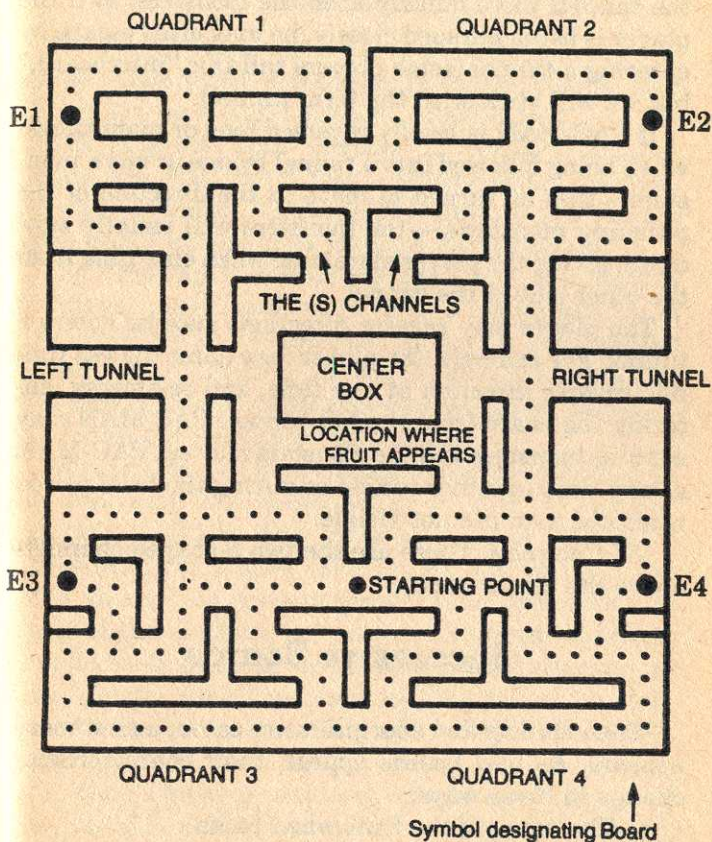 QUADRANT 1 QUADRANT 2
E1 E2
THE (S) CHANNELS
LEFT TUNNEL CENTER BOX RIGHT TUNNEL
LOCATION WHERE
FRUIT APPEARS
E3 STARTING POINT E4
QUADRANT 3 QUADRANT 4
Symbol designating Board